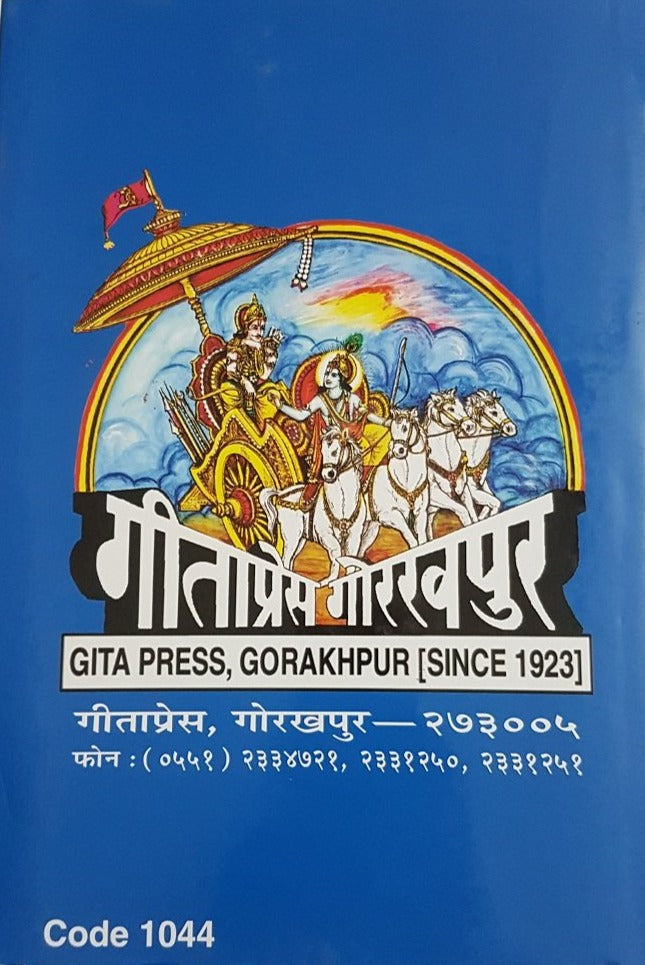 गीताप्रेस गोरखपुर
GITA PRESS, GORAKHPUR [SINCE 1923]
गीताप्रेस, गोरखपुर—२७३००५
फोन : ( ०५५१ ) २३३४७२१, २३३१२५०, २३३१२५१
Code 1044